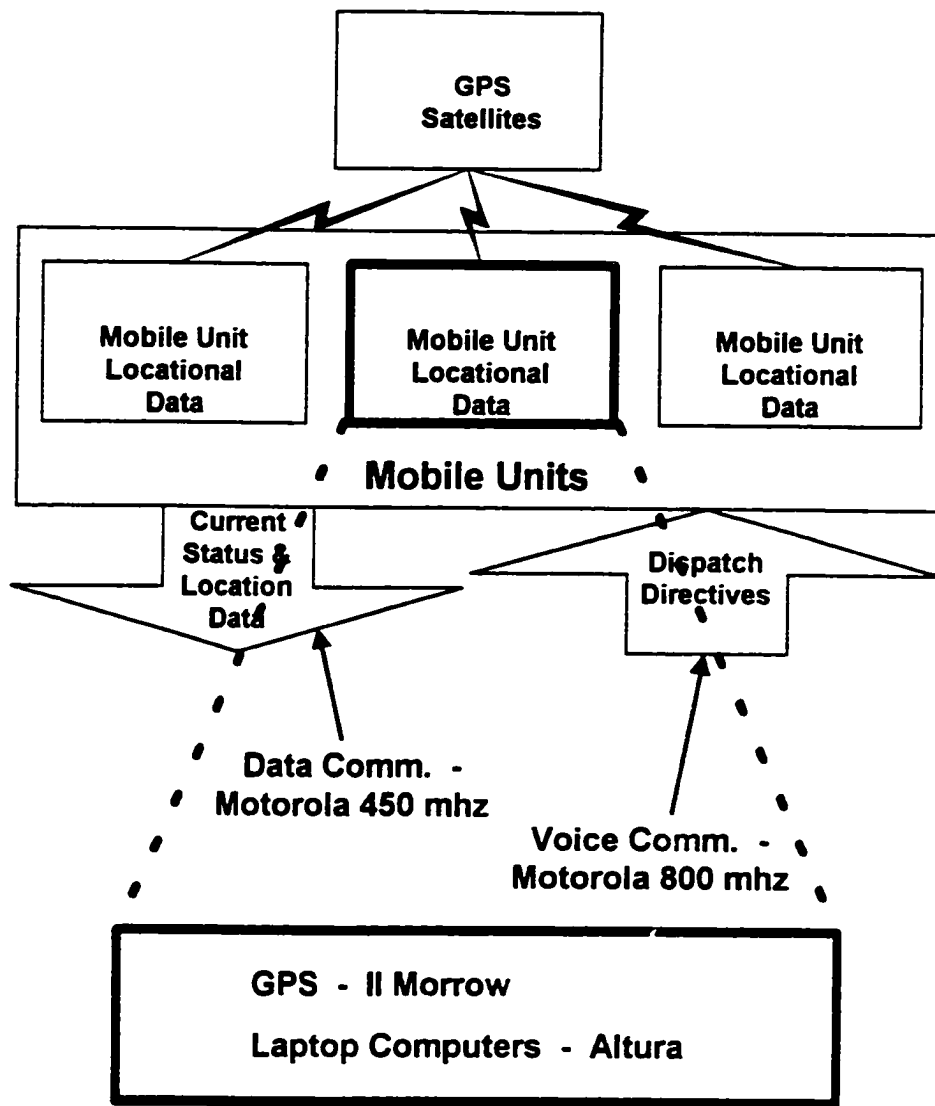 GPS
Satellites
Mobile Unit
Locational
Data
Mobile Unit
Locational
Data
Mobile Unit
Locational
Data
Mobile Units
Current
Status &
Location
Data
Dispatch
Directives
Data Comm. -
Motorola 450 mhz
Voice Comm. -
Motorola 800 mhz
GPS - II Morrow
Laptop Computers - Altura